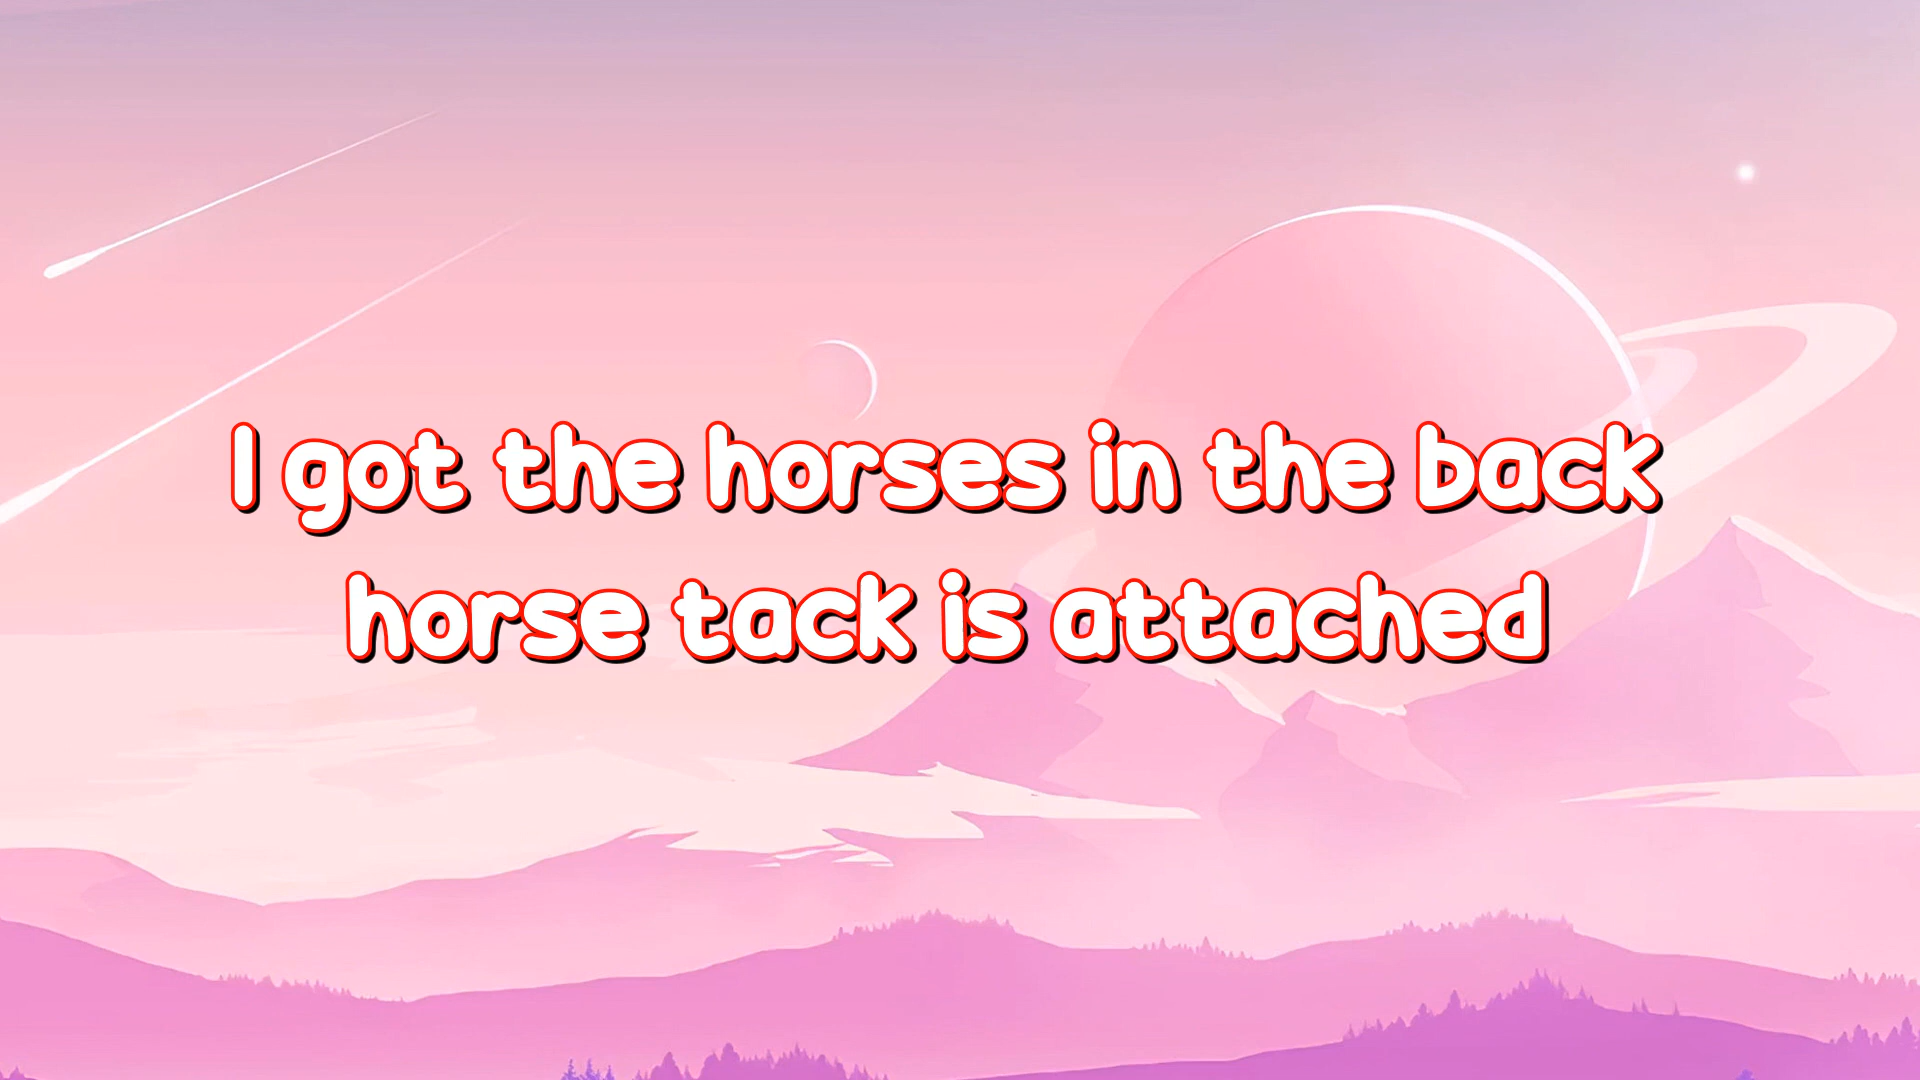 I got the horses in the back
horse tack is attached